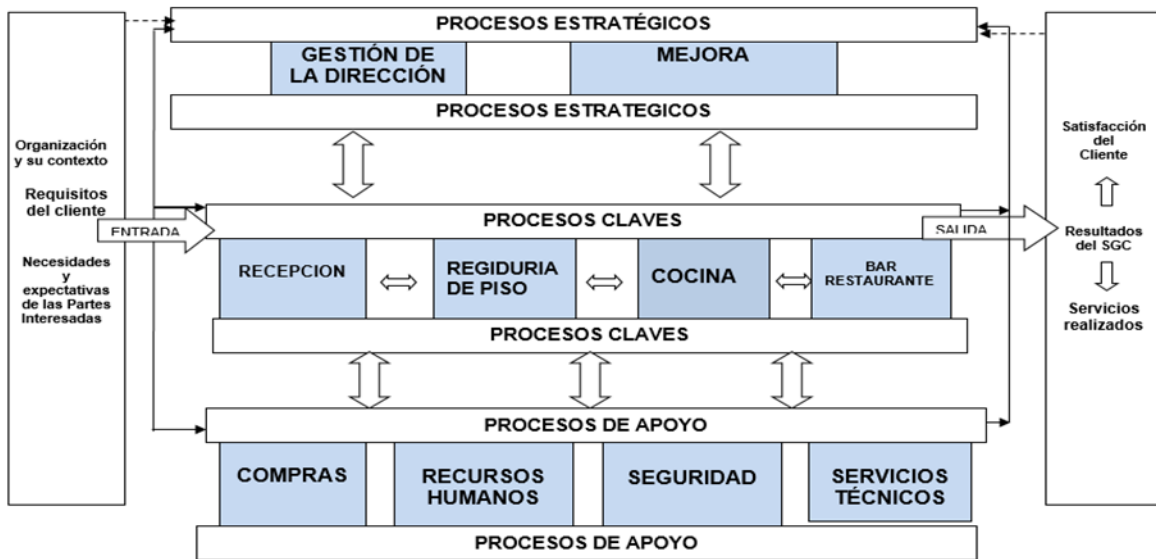 PROCESOS ESTRATÉGICOS
GESTIÓN DE
LA DIRECCIÓN
MEJORA
PROCESOS ESTRATEGICOS
Organización
y su contexto
Requisitos
del cliente
ENTRADA
Necesidades
y
expectativas
de las Partes
Interesadas
PROCESOS CLAVES
RECEPCION
REGIDURIA
DE PISO
COCINA
BAR
RESTAURANTE
PROCESOS CLAVES
SALIDA
Satisfacción
del
Cliente
Resultados
del SGC
Servicios
realizados
PROCESOS DE APOYO
COMPRAS
RECURSOS
HUMANOS
SEGURIDAD
SERVICIOS
TÉCNICOS
PROCESOS DE APOYO